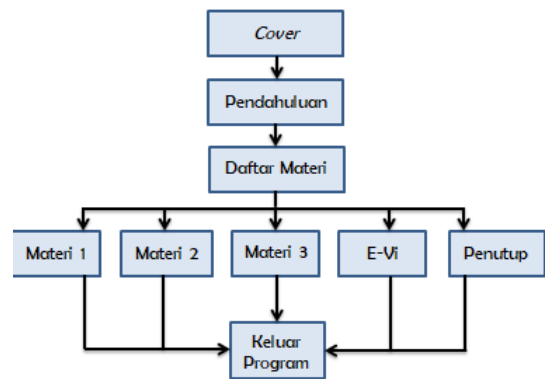 Cover
Pendahuluan
Daftar Materi
Materi 1
Materi 2
Materi 3
E-Vi
Penutup
Keluar
Program